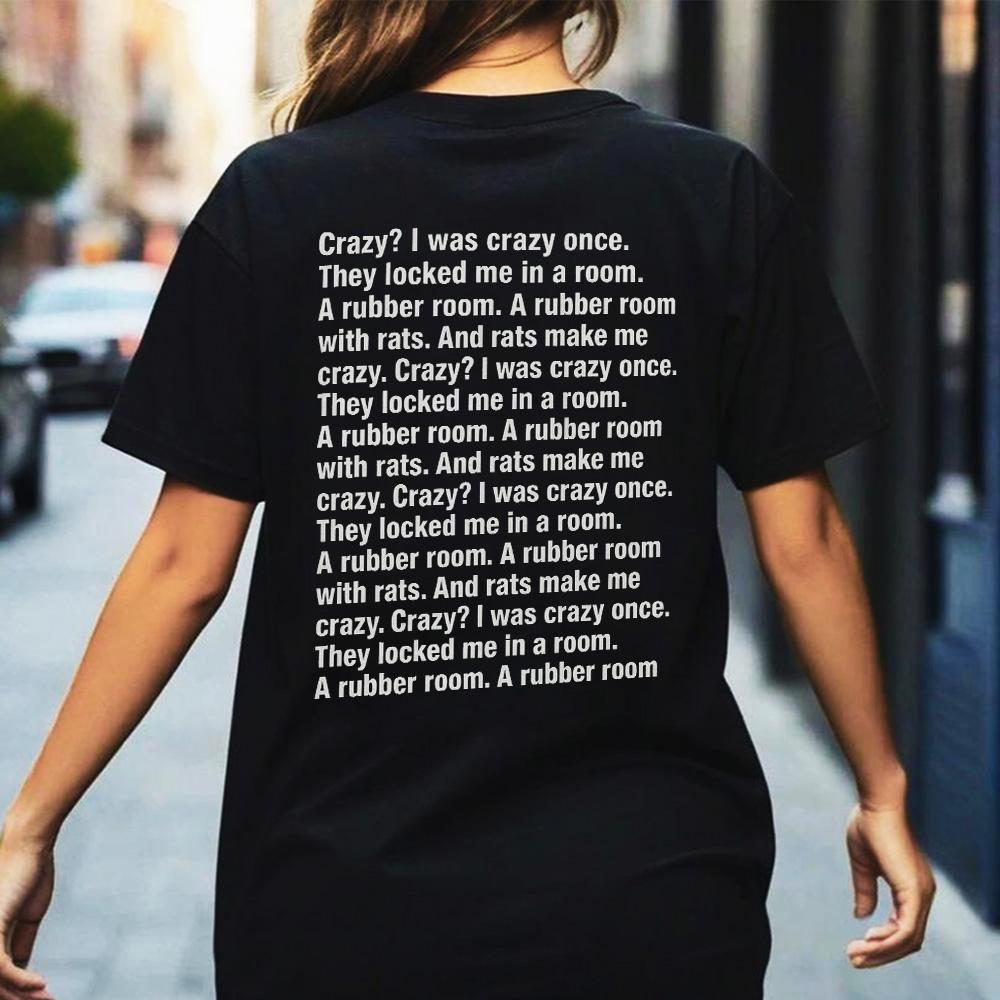 Crazy? I was crazy once.
They locked me in a room.
A rubber room. A rubber room
with rats. And rats make me
crazy. Crazy? I was crazy once.
They locked me in a room.
A rubber room. A rubber room
with rats. And rats make me
crazy. Crazy? I was crazy once.
They locked me in a room.
A rubber room. A rubber room
with rats. And rats make me
crazy. Crazy? I was crazy once.
They locked me in a room.
A rubber room. A rubber room